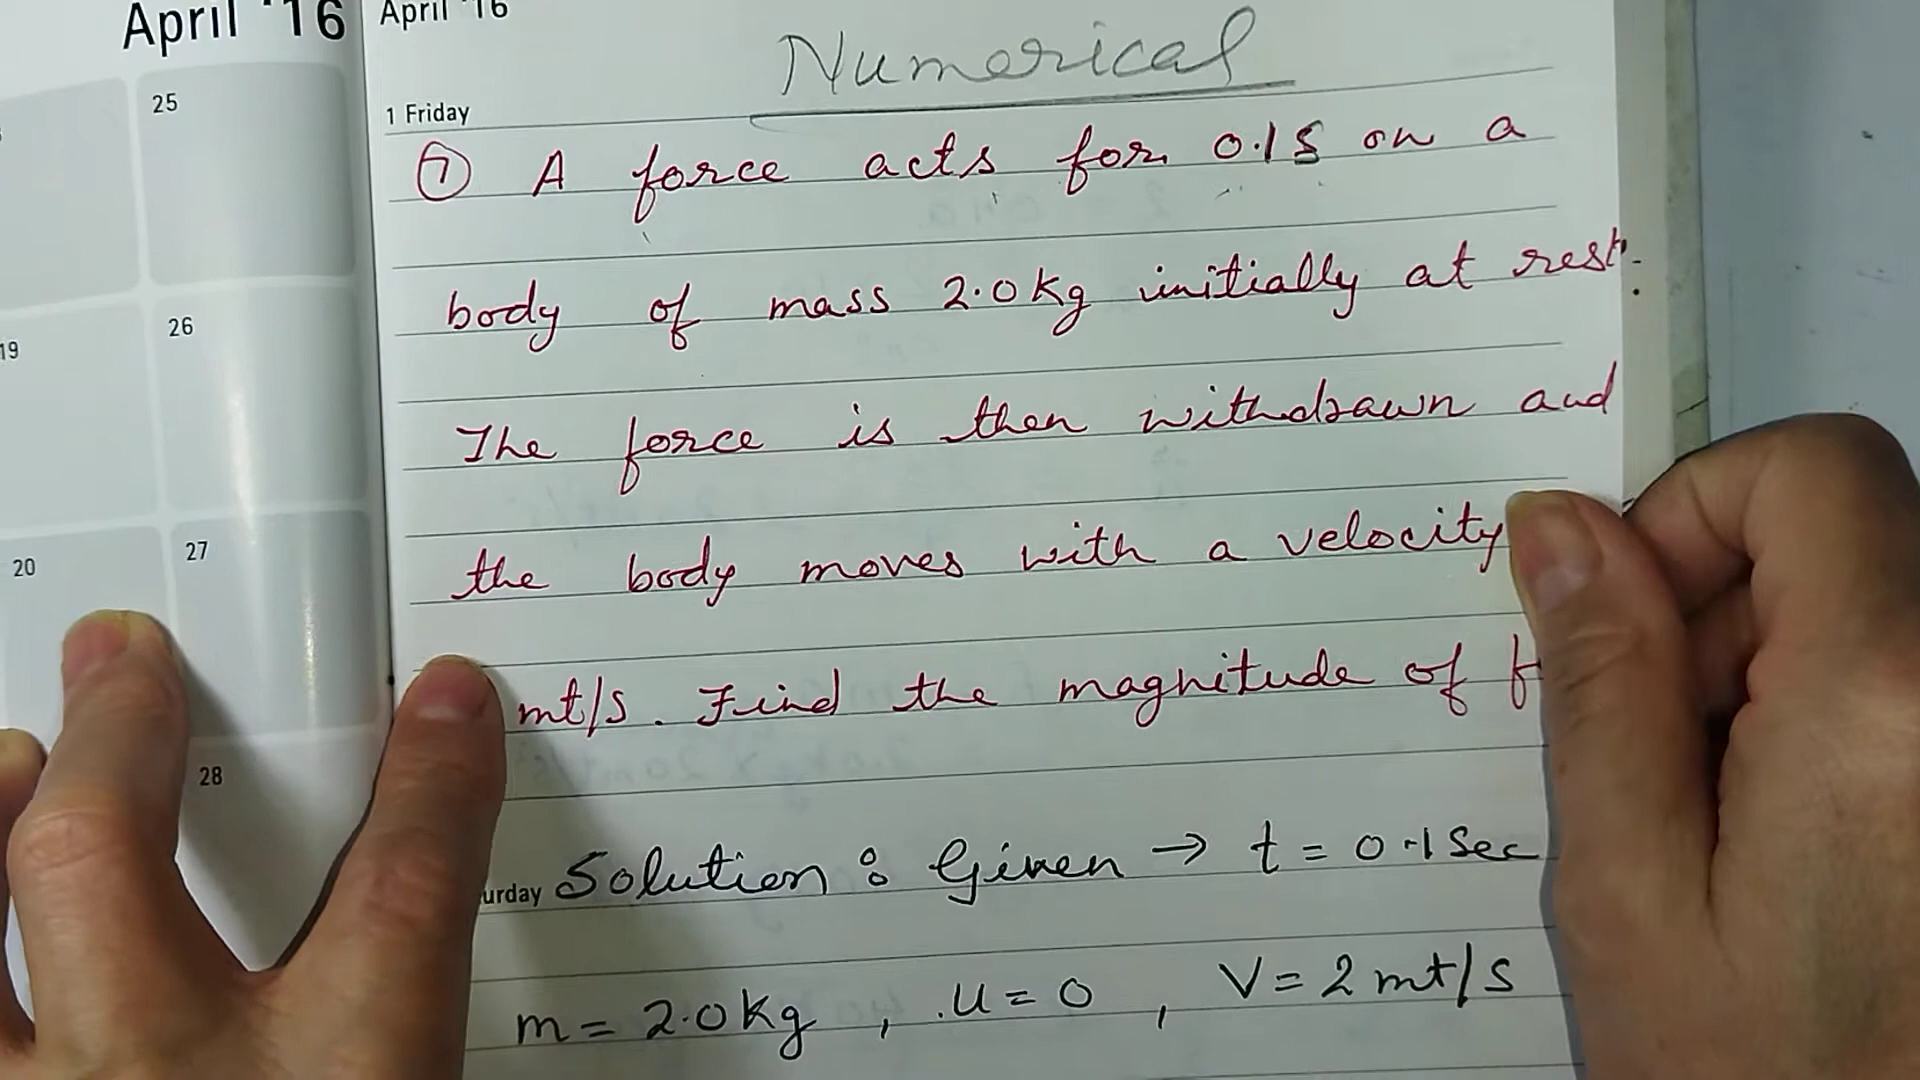 April '16
April '16
Numerical
25
1 Friday
⑦ A force acts for 0.1S on a
body of mass 2.0Kg initially at rest.
26
19
The force is then withdrawn and
the body moves with a velocity
27
20
mt/s. Find the magnitude of
28
Solution : Given → t = 0.1 Sec
urday
m = 2.0Kg , u = 0 , V = 2 mt/s